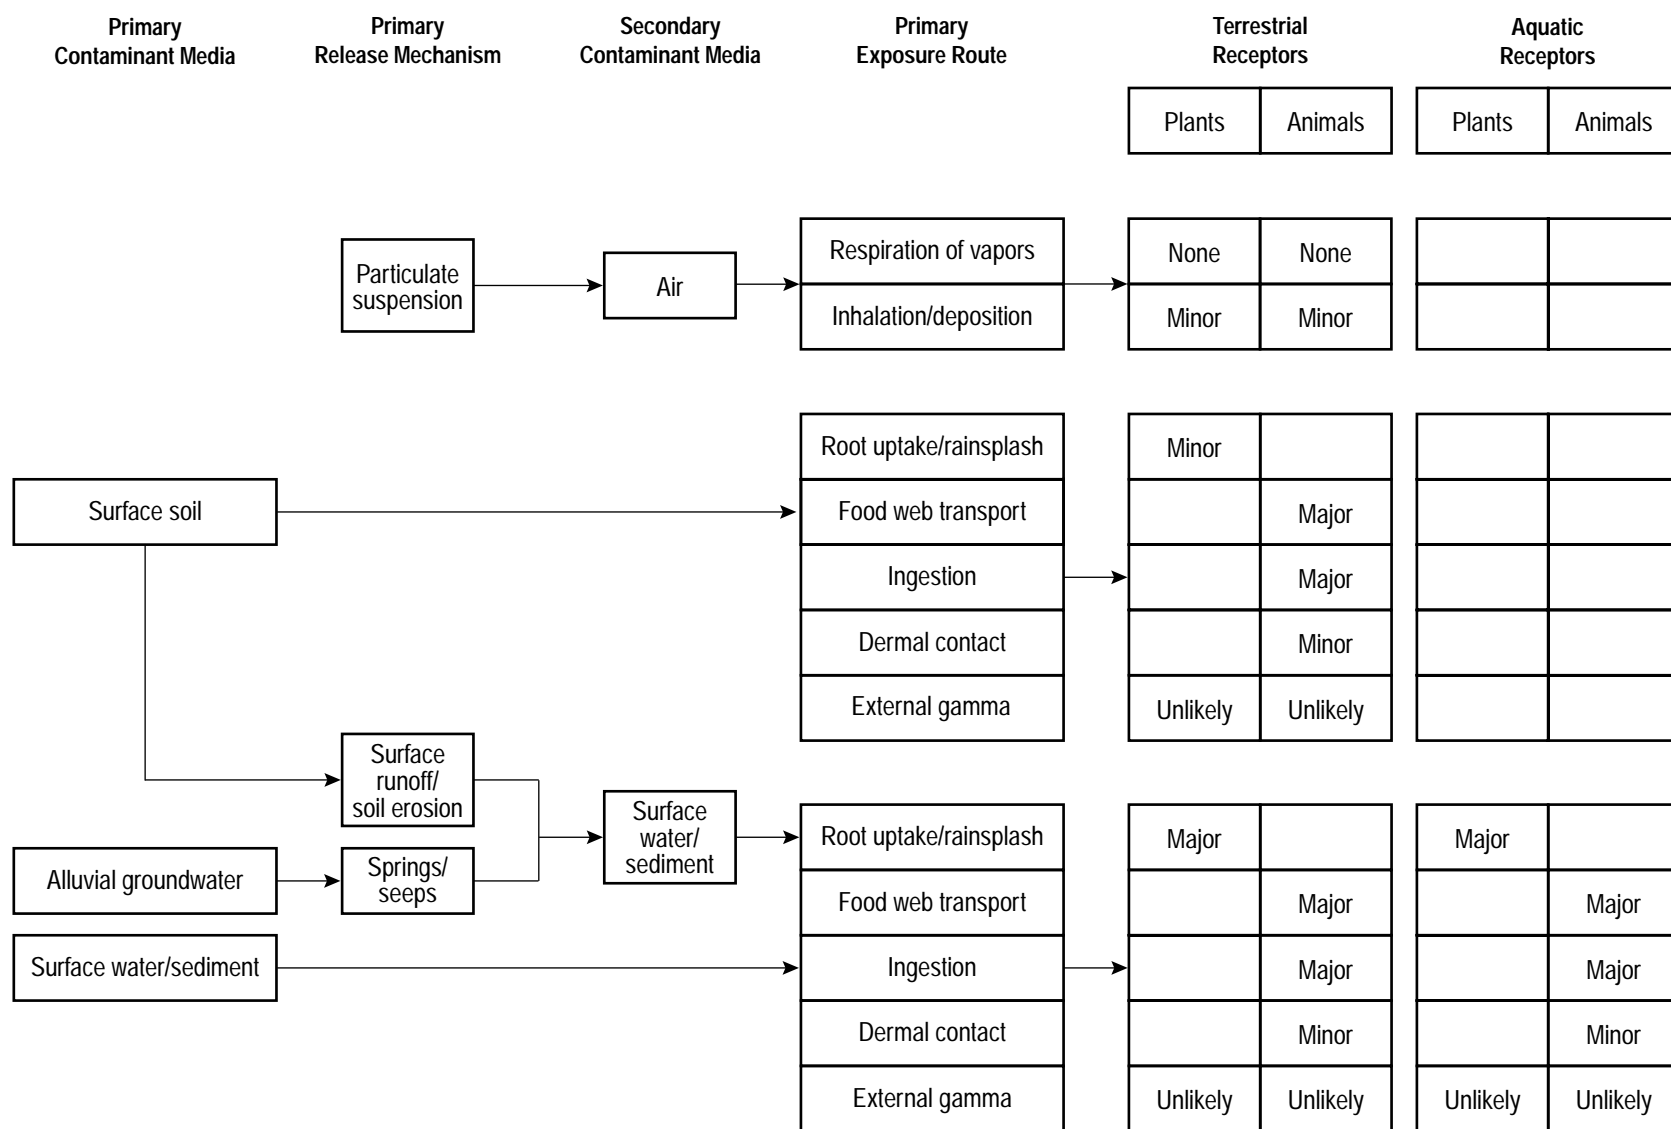 Primary
Contaminant Media
Primary
Release Mechanism
Secondary
Contaminant Media
Primary
Exposure Route
Terrestrial
Receptors
Aquatic
Receptors
Plants
Animals
Plants
Animals
Particulate
suspension
Air
Respiration of vapors
None
None
Inhalation/deposition
Minor
Minor
Root uptake/rainsplash
Minor
Surface soil
Food web transport
Major
Ingestion
Major
Dermal contact
Minor
External gamma
Unlikely
Unlikely
Surface
runoff/
soil erosion
Surface
water/
sediment
Root uptake/rainsplash
Major
Major
Alluvial groundwater
Springs/
seeps
Food web transport
Major
Major
Surface water/sediment
Ingestion
Major
Major
Dermal contact
Minor
Minor
External gamma
Unlikely
Unlikely
Unlikely
Unlikely